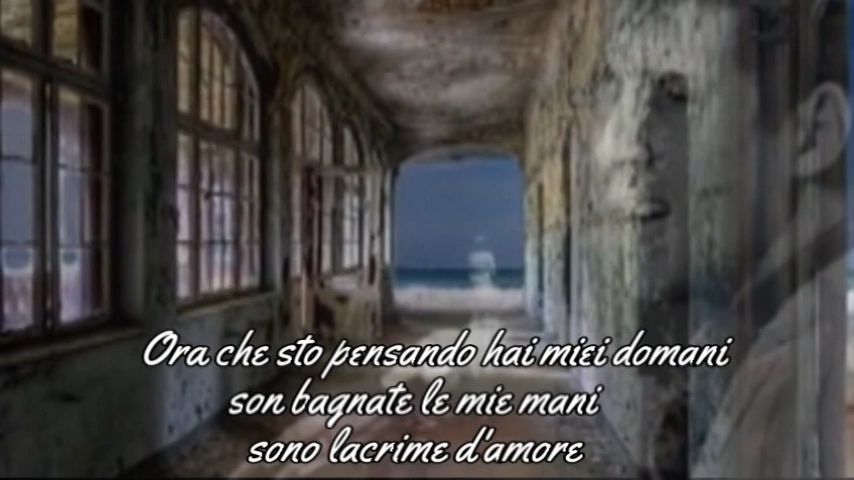 Ora che sto pensando hai miei domani
son bagnate le mie mani
sono lacrime d'amore